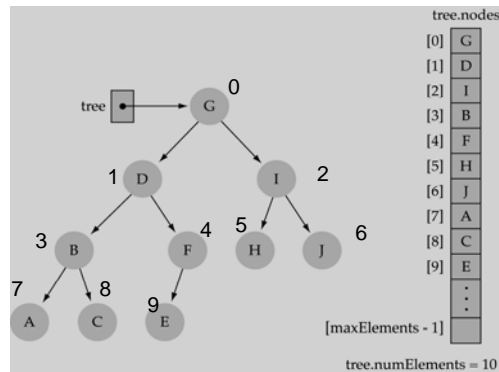 tree.nodes
[0] G
[1] D
[2] I
[3] B
[4] F
[5] H
[6] J
[7] A
[8] C
[9] E
[maxElements - 1]
tree.numElements = 10
tree
G 0
1 D
I 2
3 B
4 F
5 H
J 6
7 A
8 C
9 E